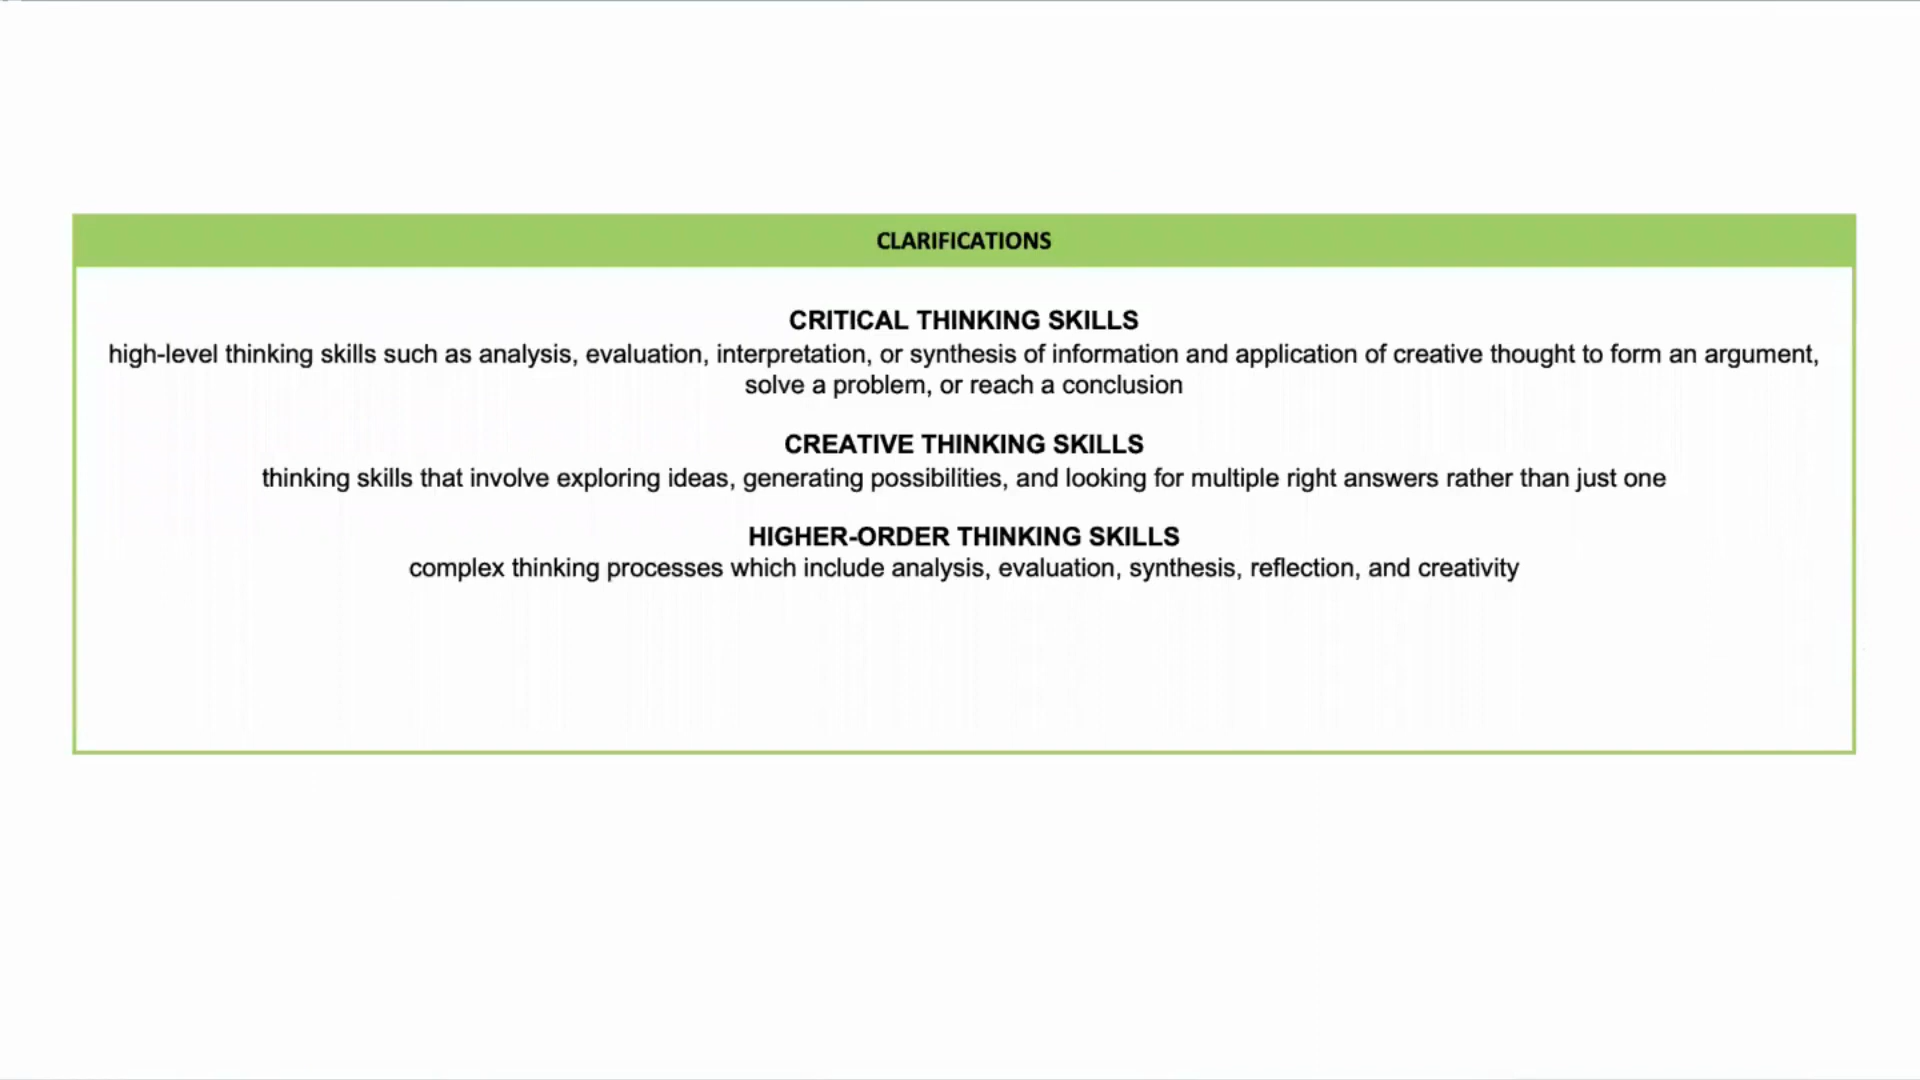 CLARIFICATIONS
CRITICAL THINKING SKILLS
high-level thinking skills such as analysis, evaluation, interpretation, or synthesis of information and application of creative thought to form an argument,
solve a problem, or reach a conclusion
CREATIVE THINKING SKILLS
thinking skills that involve exploring ideas, generating possibilities, and looking for multiple right answers rather than just one
HIGHER-ORDER THINKING SKILLS
complex thinking processes which include analysis, evaluation, synthesis, reflection, and creativity